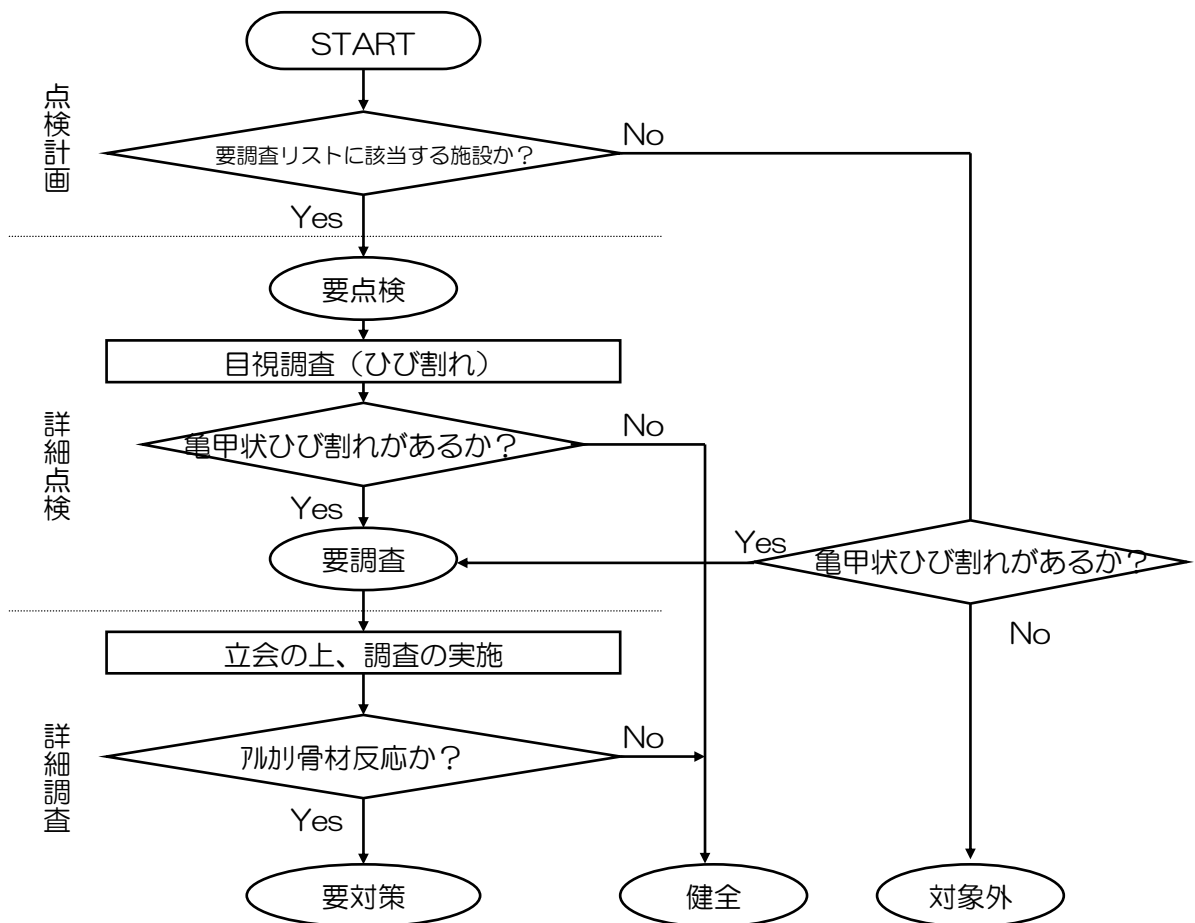 START
点検計画
要調査リストに該当する施設か？
No
Yes
要点検
目視調査（ひび割れ）
詳細点検
亀甲状ひび割れがあるか？
No
Yes
要調査
Yes
亀甲状ひび割れがあるか？
No
立会の上、調査の実施
詳細調査
ｱﾙｶﾘ骨材反応か？
No
Yes
要対策
健全
対象外